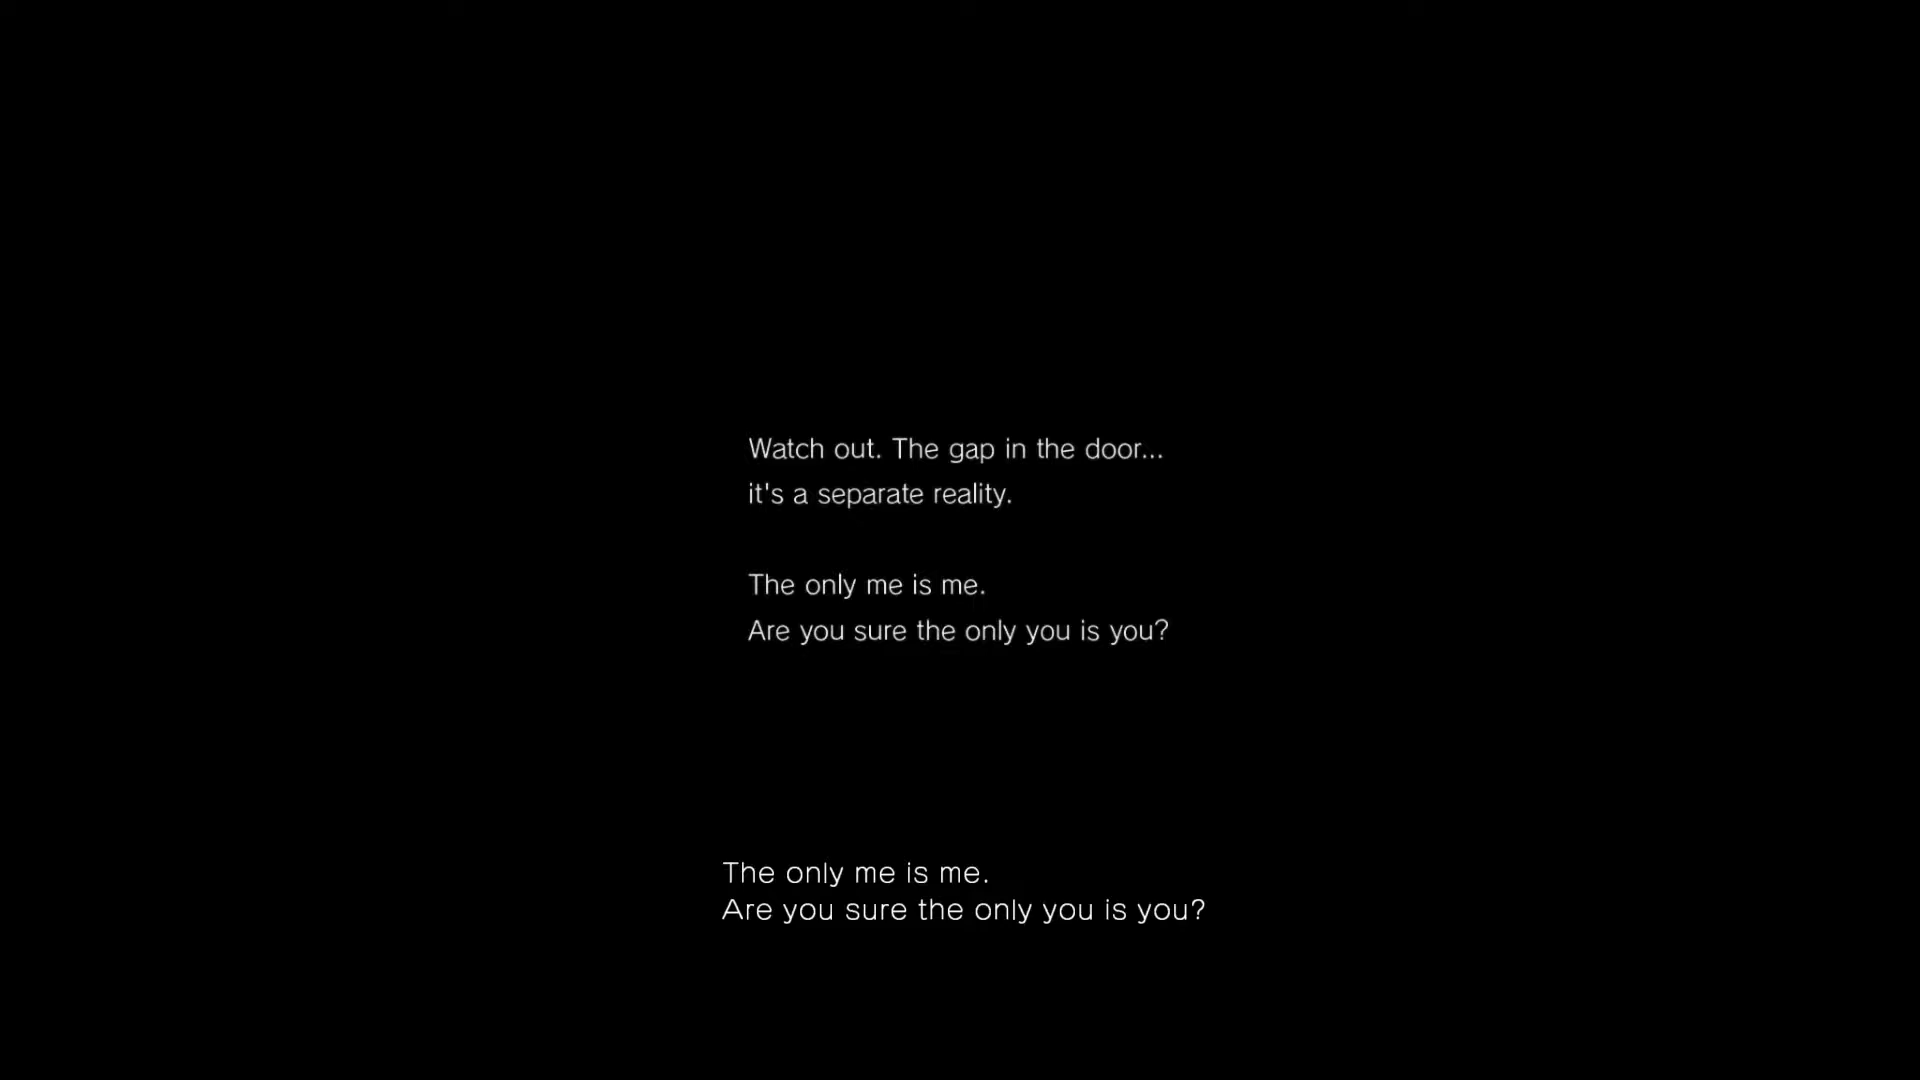 Watch out. The gap in the door...
it's a separate reality.
The only me is me.
Are you sure the only you is you?
The only me is me.
Are you sure the only you is you?